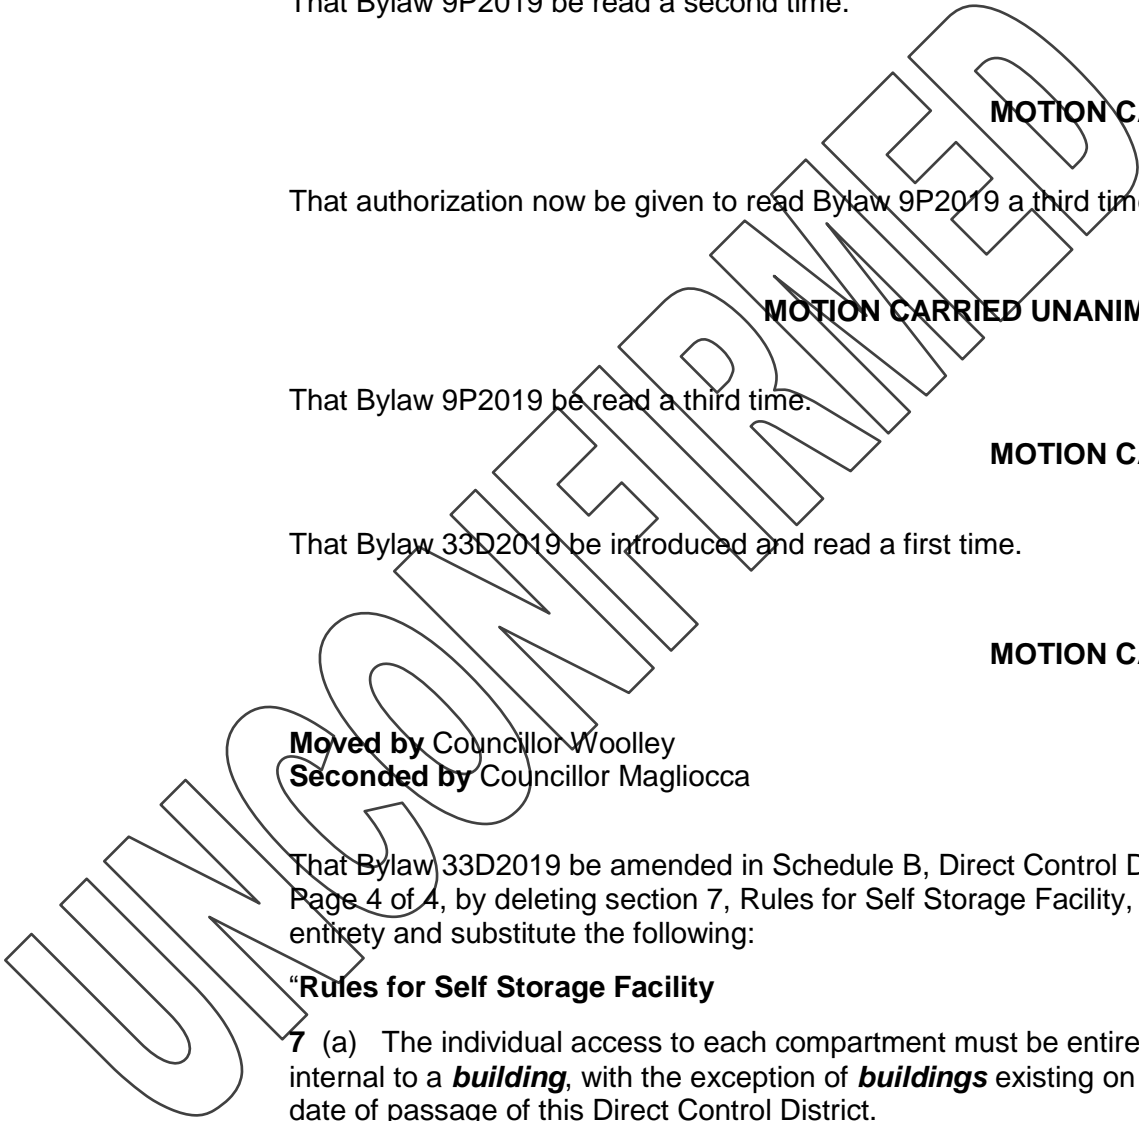 That Bylaw 9P2019 be read a second time.
MOTION CA
That authorization now be given to read Bylaw 9P2019 a third time
MOTION CARRIED UNANIM
That Bylaw 9P2019 be read a third time.
MOTION CA
That Bylaw 33D2019 be introduced and read a first time.
MOTION CA
Moved by Councillor Woolley
Seconded by Councillor Magliocca
That Bylaw 33D2019 be amended in Schedule B, Direct Control D
Page 4 of 4, by deleting section 7, Rules for Self Storage Facility,
entirety and substitute the following:
“Rules for Self Storage Facility
7 (a) The individual access to each compartment must be entire
internal to a building, with the exception of buildings existing on
date of passage of this Direct Control District.
UNCONFIRMED